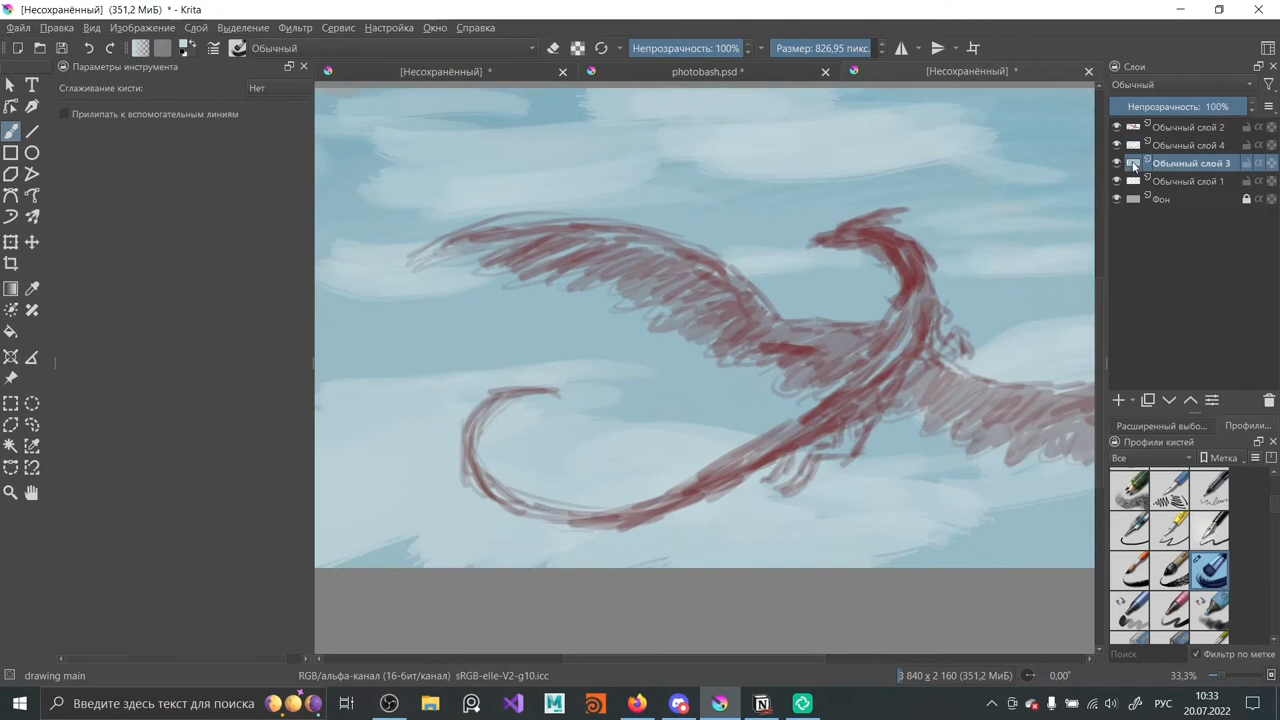 [Несохранённый] (351,2 МиБ) * - Krita
Файл Правка Вид Изображение Слой Выделение Фильтр Сервис Настройка Окно Справка
Обычный Непрозрачность: 100% Размер: 826,95 пикс.
Параметры инструмента
[Несохранённый] *
photobash.psd *
[Несохранённый] *
Слои
Сглаживание кисти: Нет
Обычный
Прилипать к вспомогательным линиям
Непрозрачность: 100%
Обычный слой 2
Обычный слой 4
Обычный слой 3
Обычный слой 1
Фон
Расширенный выбо...
Профили...
Профили кистей
Все
Метка
Поиск
Фильтр по метке
drawing main
RGB/альфа-канал (16-бит/канал) sRGB-elle-V2-g10.icc
3 840 x 2 160 (351,2 МиБ)
0,00°
33,3%
Введите здесь текст для поиска
РУС
10:33
20.07.2022